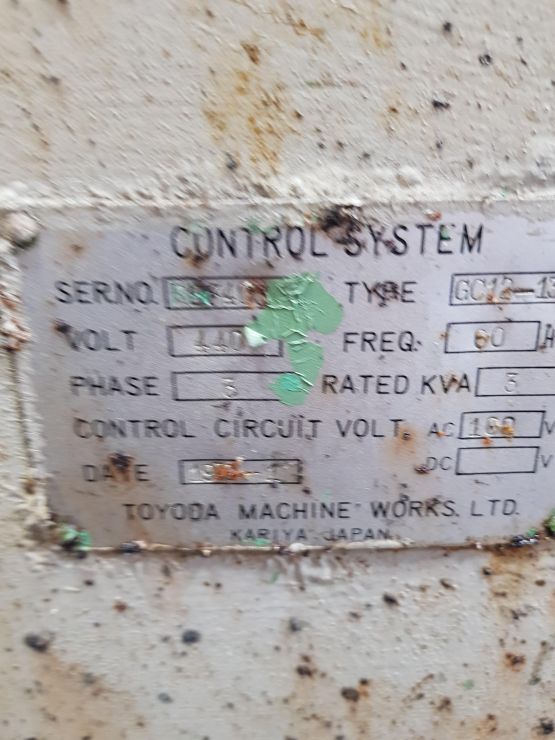 CONTROL SYSTEM
SER.NO. TYPE
VOLT 440 FREQ. 60 H
PHASE 3 RATED KVA 3
CONTROL CIRCUIT VOLT. AC V
DATE DC V
TOYODA MACHINE WORKS, LTD.
KARIYA JAPAN